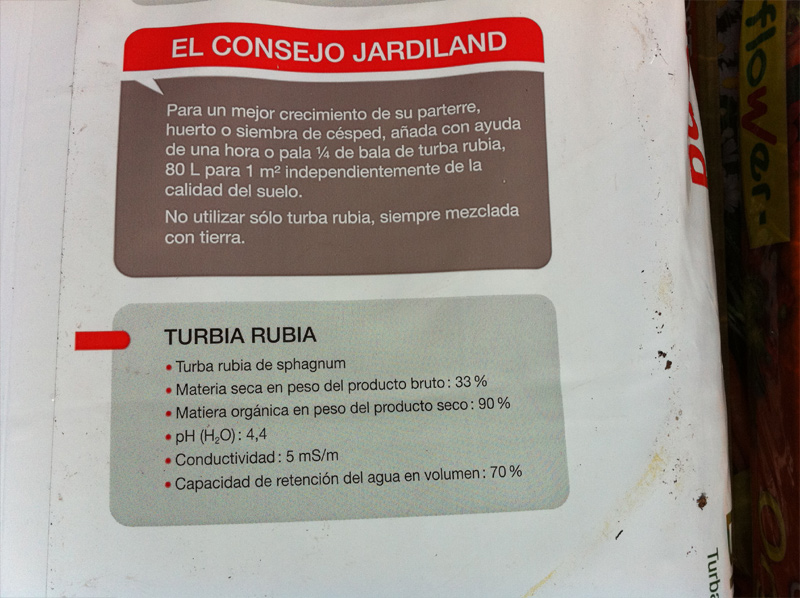 EL CONSEJO JARDILAND
Para un mejor crecimiento de su parterre,
huerto o siembra de césped, añada con ayuda
de una hora o pala ¼ de bala de turba rubia,
80 L para 1 m² independientemente de la
calidad del suelo.
No utilizar sólo turba rubia, siempre mezclada
con tierra.
TURBIA RUBIA
• Turba rubia de sphagnum
• Materia seca en peso del producto bruto : 33 %
• Matiera orgánica en peso del producto seco : 90 %
• pH (H₂O) : 4,4
• Conductividad : 5 mS/m
• Capacidad de retención del agua en volumen : 70 %
flower-